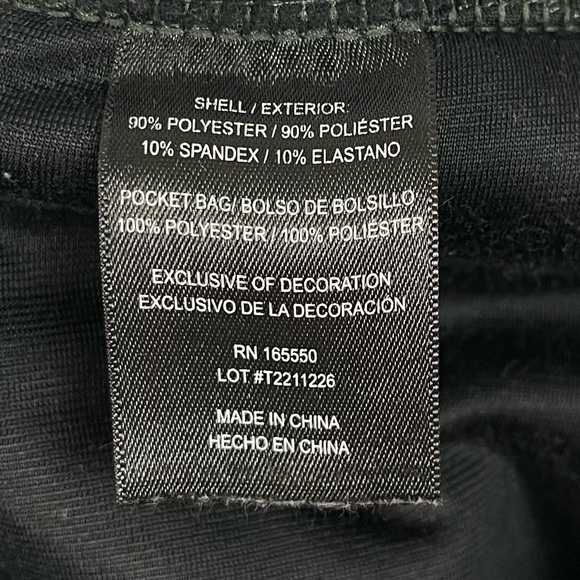 SHELL / EXTERIOR:
90% POLYESTER / 90% POLIÉSTER
10% SPANDEX / 10% ELASTANO
POCKET BAG/ BOLSO DE BOLSILLO
100% POLYESTER / 100% POLIÉSTER
EXCLUSIVE OF DECORATION
EXCLUSIVO DE LA DECORACIÓN
RN 165550
LOT #T2211226
MADE IN CHINA
HECHO EN CHINA